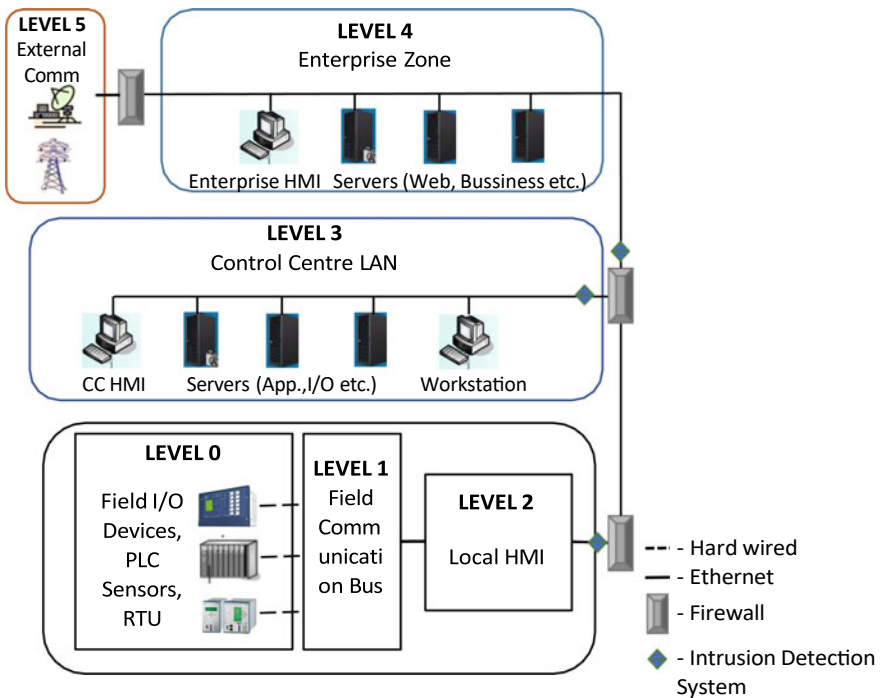 LEVEL 5
External
Comm
LEVEL 4
Enterprise Zone
Enterprise HMI
Servers (Web, Bussiness etc.)
LEVEL 3
Control Centre LAN
CC HMI
Servers (App.,I/O etc.)
Workstation
LEVEL 0
Field I/O
Devices,
PLC
Sensors,
RTU
LEVEL 1
Field
Comm
unicati
on Bus
LEVEL 2
Local HMI
- Hard wired
- Ethernet
- Firewall
- Intrusion Detection
System